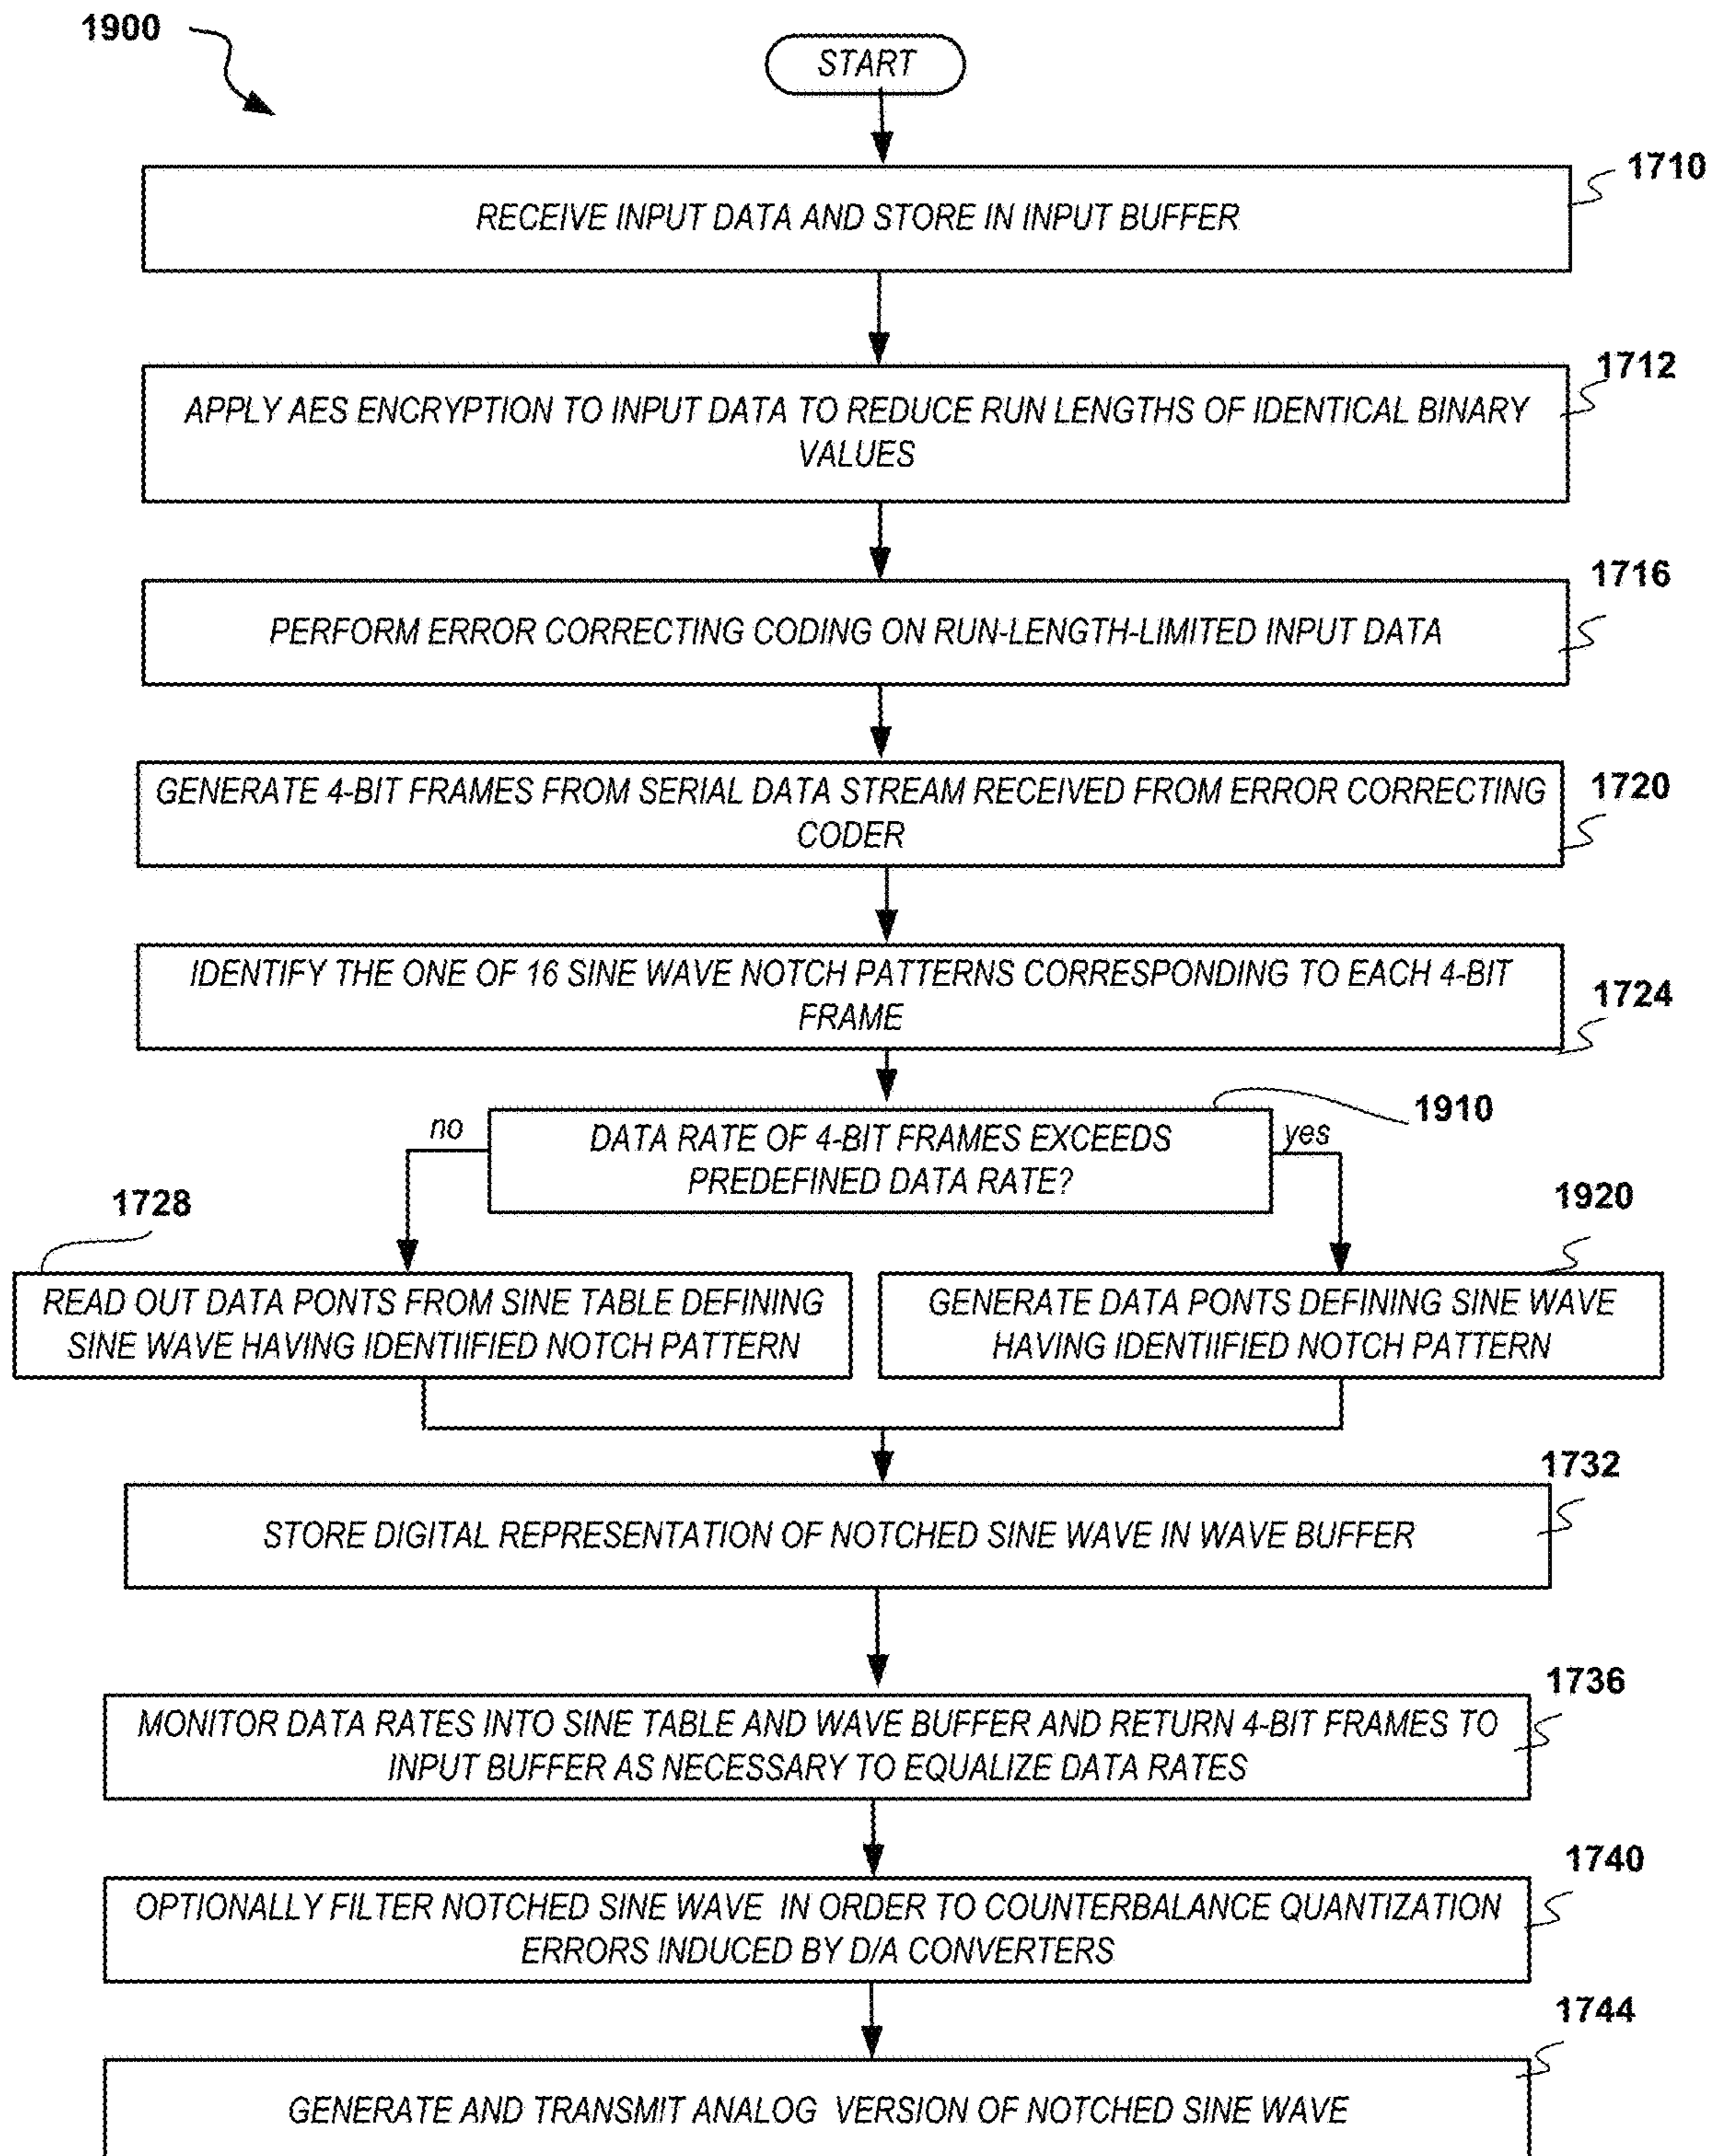 1900
START
1710
RECEIVE INPUT DATA AND STORE IN INPUT BUFFER
1712
APPLY AES ENCRYPTION TO INPUT DATA TO REDUCE RUN LENGTHS OF IDENTICAL BINARY
VALUES
1716
PERFORM ERROR CORRECTING CODING ON RUN-LENGTH-LIMITED INPUT DATA
1720
GENERATE 4-BIT FRAMES FROM SERIAL DATA STREAM RECEIVED FROM ERROR CORRECTING
CODER
1724
IDENTIFY THE ONE OF 16 SINE WAVE NOTCH PATTERNS CORRESPONDING TO EACH 4-BIT
FRAME
1910
no
DATA RATE OF 4-BIT FRAMES EXCEEDS
PREDEFINED DATA RATE?
yes
1728
READ OUT DATA PONTS FROM SINE TABLE DEFINING
SINE WAVE HAVING IDENTIIFIED NOTCH PATTERN
1920
GENERATE DATA PONTS DEFINING SINE WAVE
HAVING IDENTIIFIED NOTCH PATTERN
1732
STORE DIGITAL REPRESENTATION OF NOTCHED SINE WAVE IN WAVE BUFFER
1736
MONITOR DATA RATES INTO SINE TABLE AND WAVE BUFFER AND RETURN 4-BIT FRAMES TO
INPUT BUFFER AS NECESSARY TO EQUALIZE DATA RATES
1740
OPTIONALLY FILTER NOTCHED SINE WAVE IN ORDER TO COUNTERBALANCE QUANTIZATION
ERRORS INDUCED BY D/A CONVERTERS
1744
GENERATE AND TRANSMIT ANALOG VERSION OF NOTCHED SINE WAVE